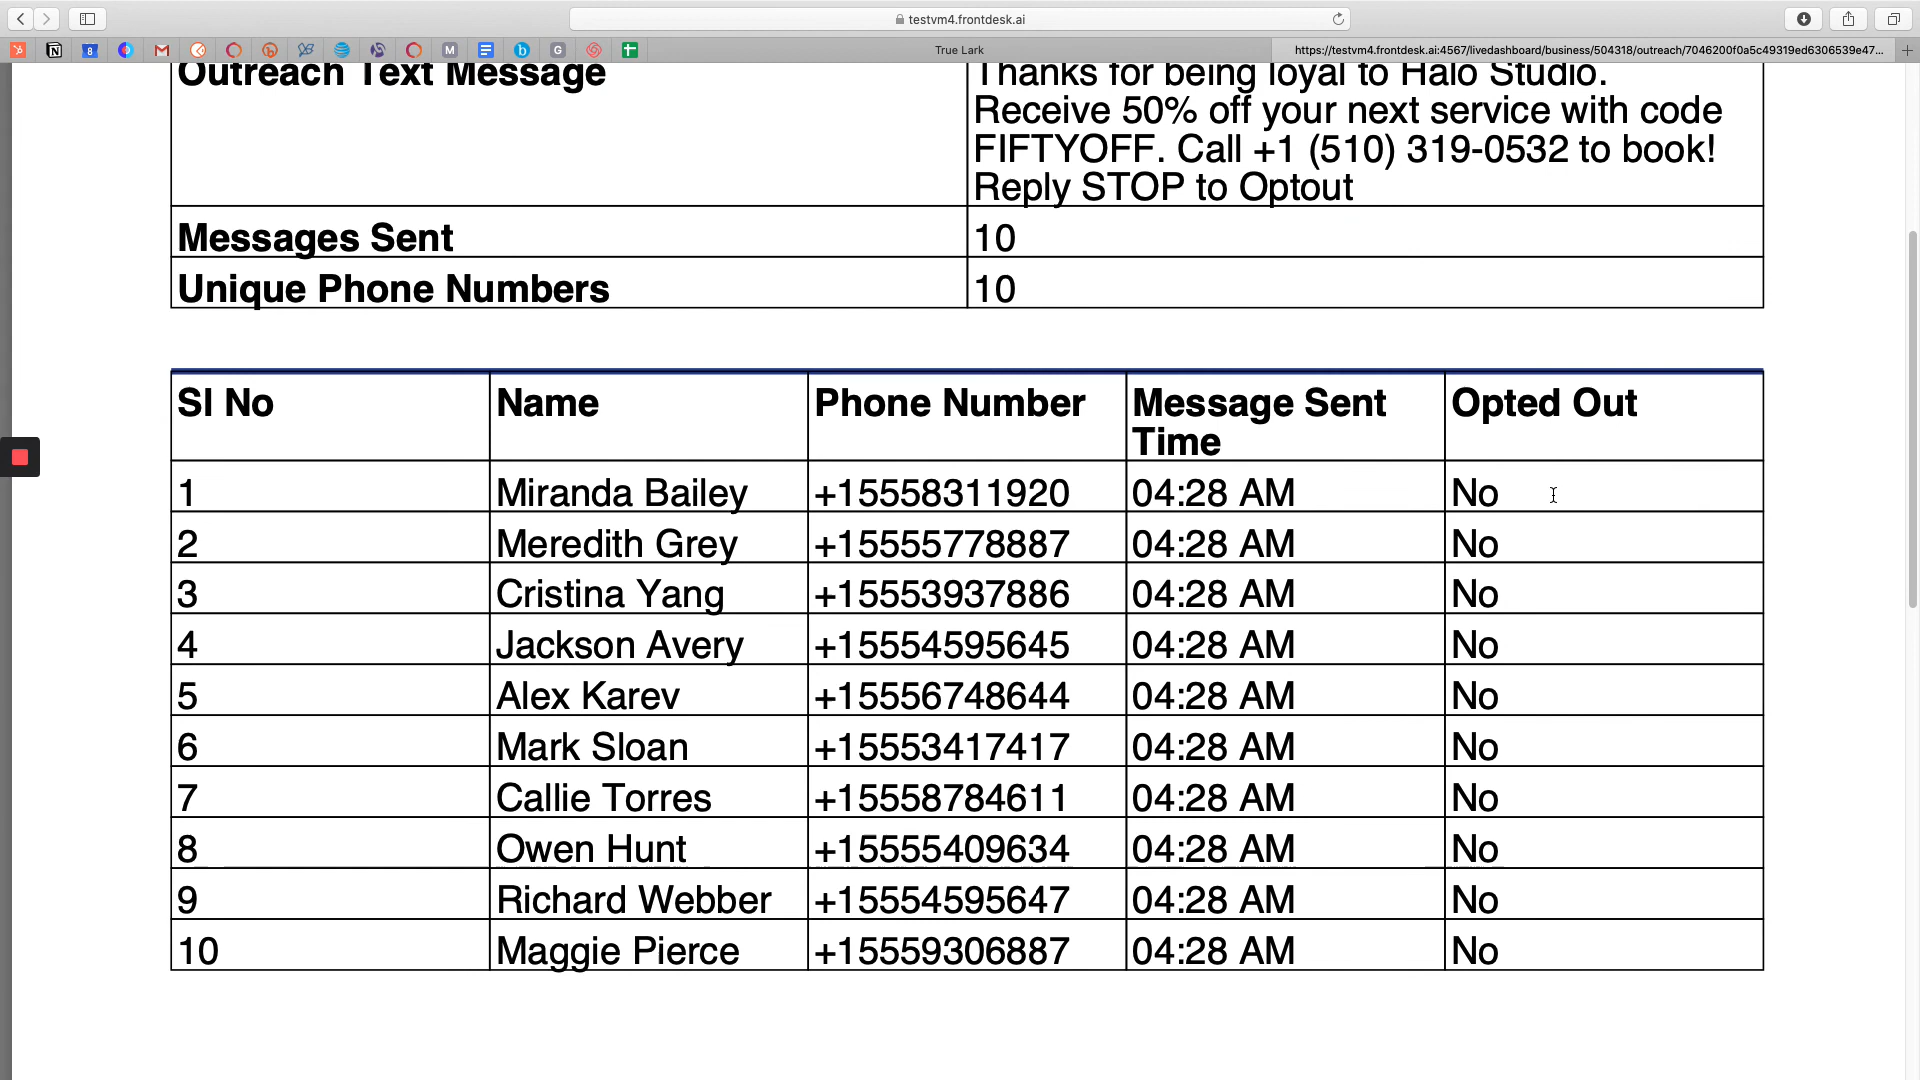 testvm4.frontdesk.ai
True Lark
https://testvm4.frontdesk.ai:4567/livedashboard/business/504318/outreach/7046200f0a5c49319ed6306539e47...
Outreach Text Message
Thanks for being loyal to Halo Studio.
Receive 50% off your next service with code
FIFTYOFF. Call +1 (510) 319-0532 to book!
Reply STOP to Optout
Messages Sent 10
Unique Phone Numbers 10
Sl No Name Phone Number Message Sent Time Opted Out
1 Miranda Bailey +15558311920 04:28 AM No
2 Meredith Grey +15555778887 04:28 AM No
3 Cristina Yang +15553937886 04:28 AM No
4 Jackson Avery +15554595645 04:28 AM No
5 Alex Karev +15556748644 04:28 AM No
6 Mark Sloan +15553417417 04:28 AM No
7 Callie Torres +15558784611 04:28 AM No
8 Owen Hunt +15555409634 04:28 AM No
9 Richard Webber +15554595647 04:28 AM No
10 Maggie Pierce +15559306887 04:28 AM No